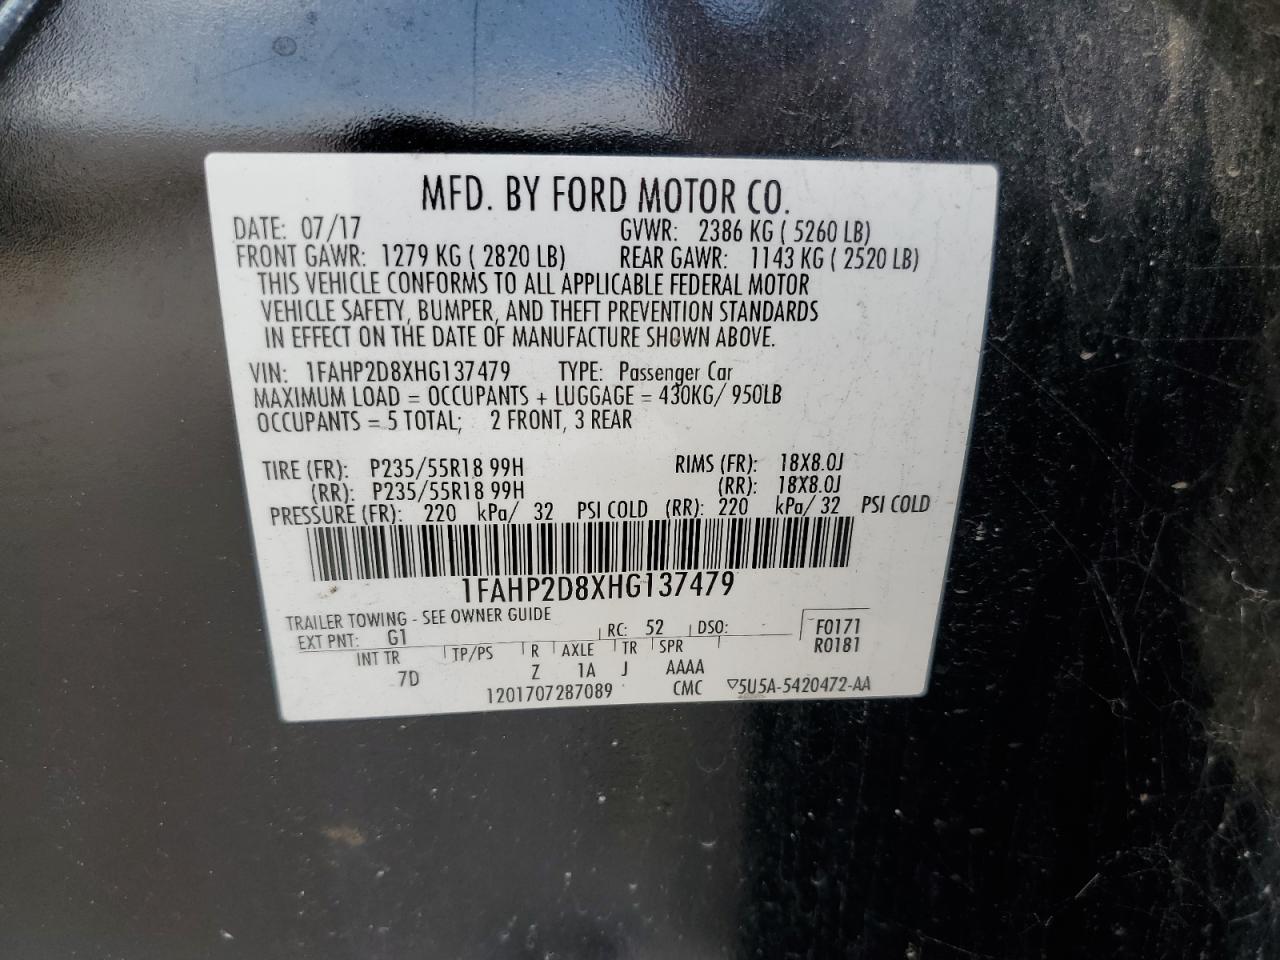 MFD. BY FORD MOTOR CO.
DATE: 07/17 GVWR: 2386 KG ( 5260 LB)
FRONT GAWR: 1279 KG ( 2820 LB) REAR GAWR: 1143 KG ( 2520 LB)
THIS VEHICLE CONFORMS TO ALL APPLICABLE FEDERAL MOTOR
VEHICLE SAFETY, BUMPER, AND THEFT PREVENTION STANDARDS
IN EFFECT ON THE DATE OF MANUFACTURE SHOWN ABOVE.
VIN: 1FAHP2D8XHG137479 TYPE: Passenger Car
MAXIMUM LOAD = OCCUPANTS + LUGGAGE = 430KG/ 950LB
OCCUPANTS = 5 TOTAL; 2 FRONT, 3 REAR
TIRE (FR): P235/55R18 99H RIMS (FR): 18X8.0J
(RR): P235/55R18 99H (RR): 18X8.0J
PRESSURE (FR): 220 kPa/ 32 PSI COLD (RR): 220 kPa/ 32 PSI COLD
1FAHP2D8XHG137479
TRAILER TOWING - SEE OWNER GUIDE
EXT PNT: G1 RC: 52 DSO: F0171
INT TR TP/PS R AXLE TR SPR R0181
7D Z 1A J AAAA
1201707287089 CMC ▽5U5A-5420472-AA